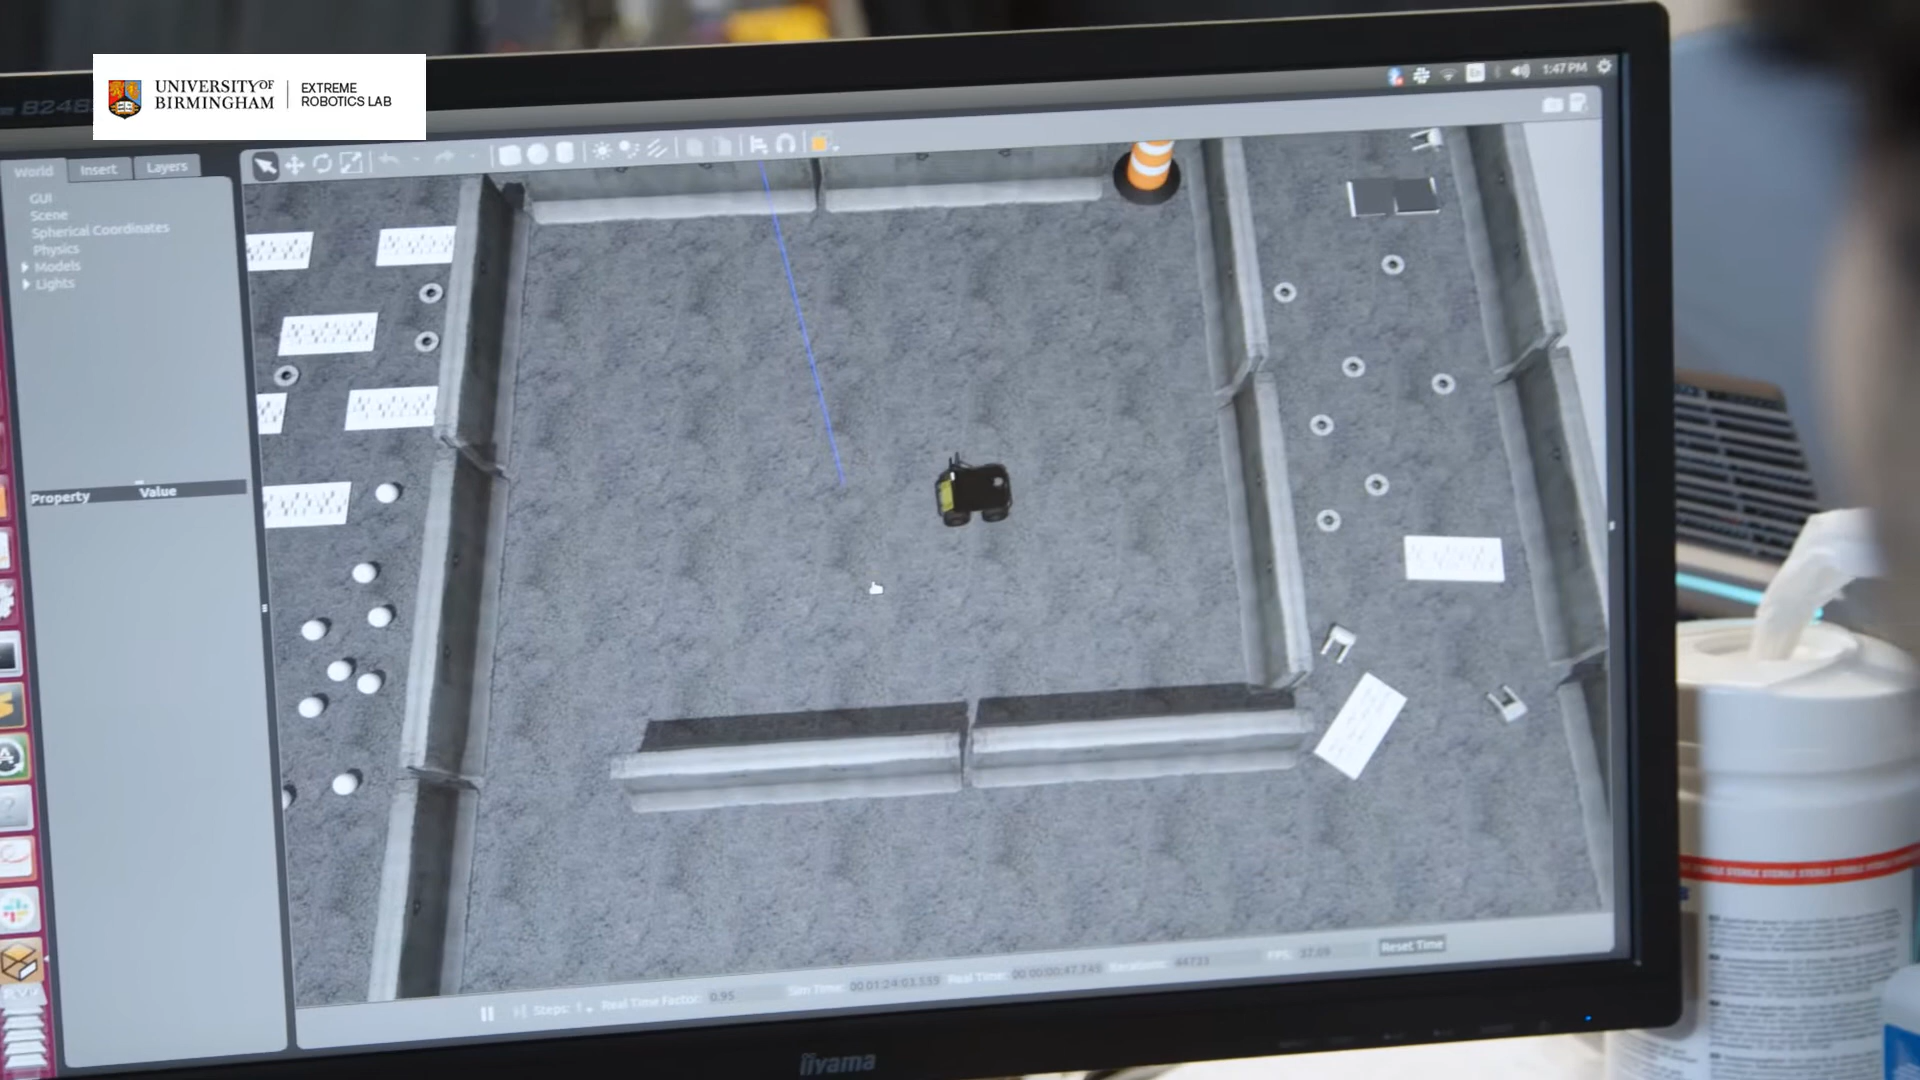 UNIVERSITY OF
BIRMINGHAM
EXTREME
ROBOTICS LAB
1:47 PM
World
Insert
Layers
GUI
Scene
Spherical Coordinates
Physics
Models
Lights
Property
Value
Steps: 1
Real Time Factor: 0.95
Sim Time:
Real Time:
Iterations:
FPS:
Reset Time
iiyama